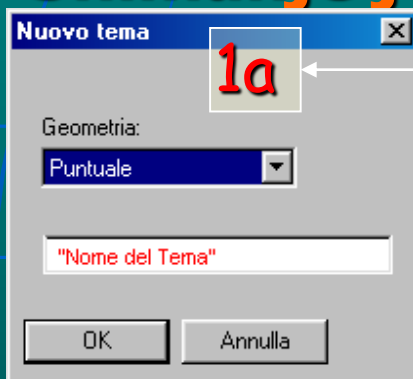 Nuovo tema
1a
Geometria:
Puntuale
"Nome del Tema"
OK
Annulla